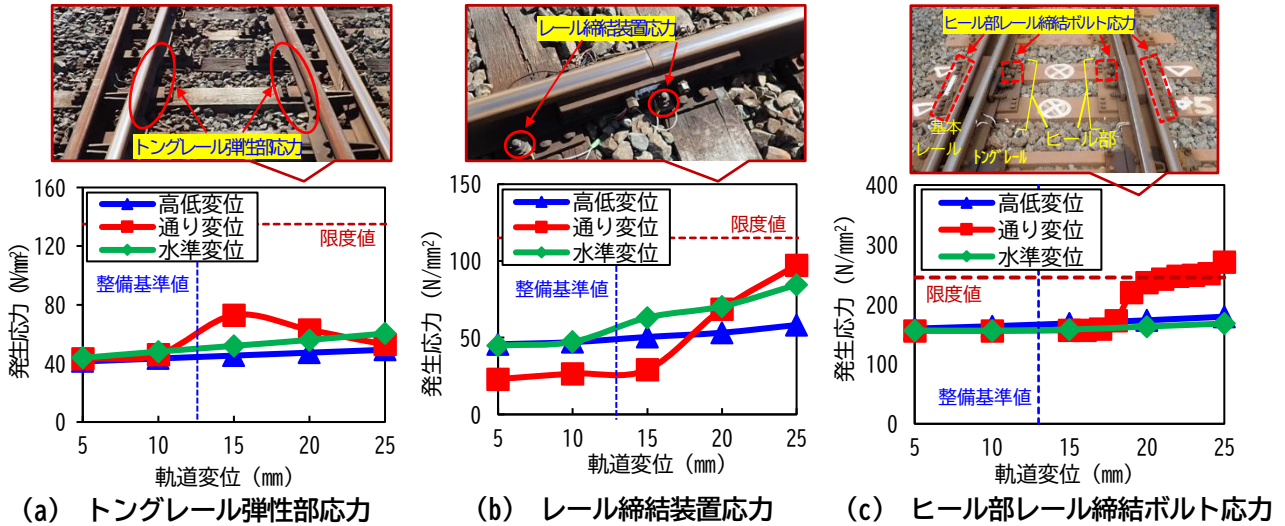 トングレール弾性部応力
160
120
80
40
0
発生応力 (N/mm²)
高低変位
通り変位
水準変位
限度値
整備基準値
5 10 15 20 25
軌道変位 (mm)
(a) トングレール弾性部応力
レール締結装置応力
150
100
50
0
発生応力 (N/mm²)
高低変位
通り変位
水準変位
限度値
整備基準値
5 10 15 20 25
軌道変位 (mm)
(b) レール締結装置応力
ヒール部レール締結ボルト応力
基本
レール
トングレール
ヒール部
400
300
200
100
0
発生応力 (N/mm²)
高低変位
通り変位
水準変位
限度値
整備基準値
5 10 15 20 25
軌道変位 (mm)
(c) ヒール部レール締結ボルト応力